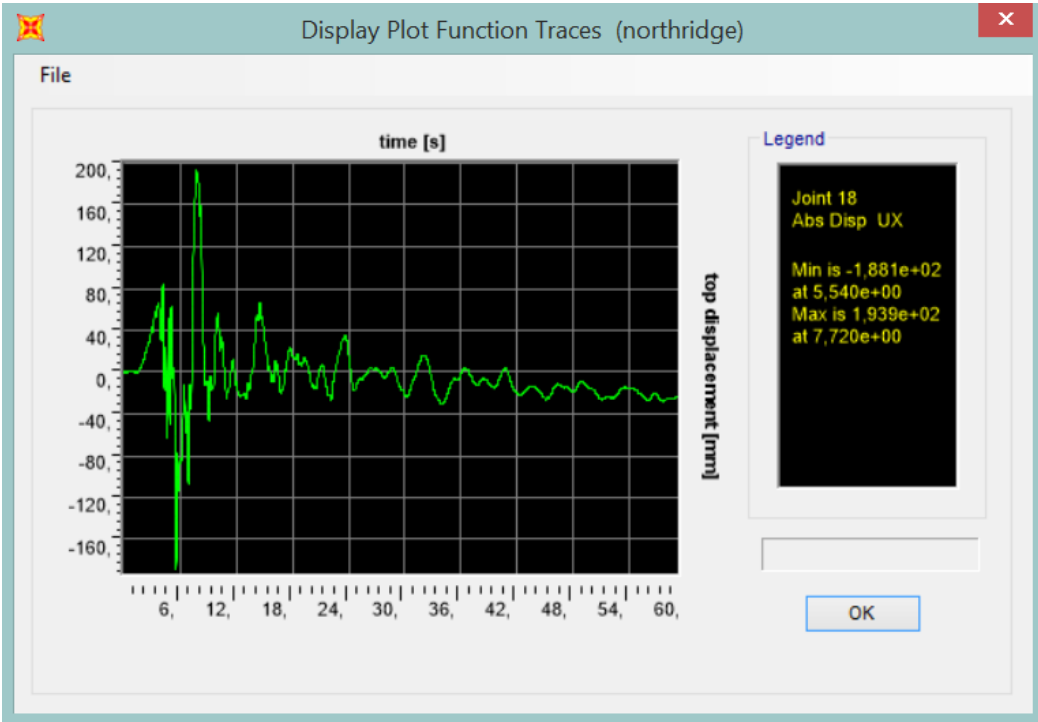 Display Plot Function Traces (northridge)
File
time [s]
200,
160,
120,
80,
40,
0,
-40,
-80,
-120,
-160,
6, 12, 18, 24, 30, 36, 42, 48, 54, 60,
top displacement [mm]
Legend
Joint 18
Abs Disp UX
Min is -1,881e+02
at 5,540e+00
Max is 1,939e+02
at 7,720e+00
OK